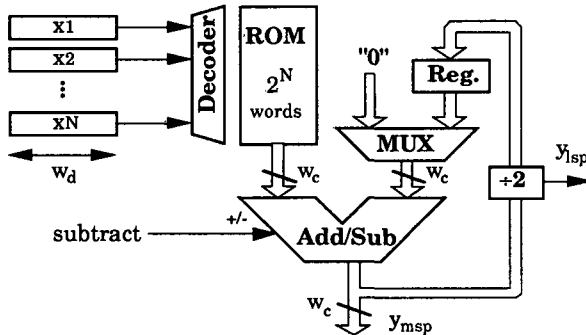 x1
x2
⋮
xN
w_d
Decoder
ROM
2^N
words
"0"
Reg.
MUX
w_c
w_c
÷2
y_lsp
subtract
+/-
Add/Sub
w_c
y_msp